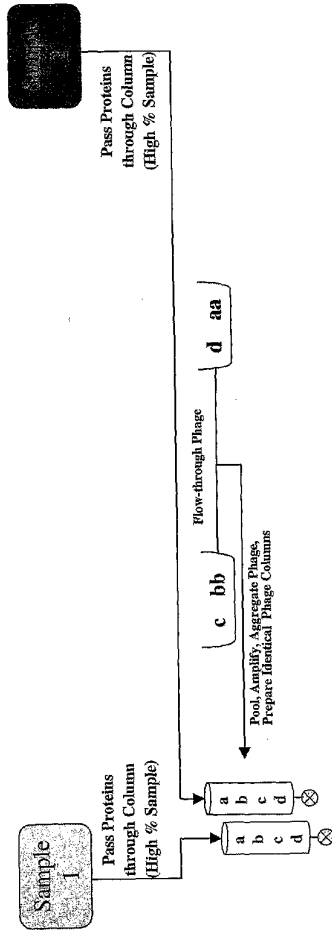 Sample
1
Pass Proteins
through Column
(High % Sample)
Sample
Pass Proteins
through Column
(High % Sample)
a
b
c
d
a
b
c
d
c bb
Flow-through Phage
d aa
Pool, Amplify, Aggregate Phage,
Prepare Identical Phage Columns